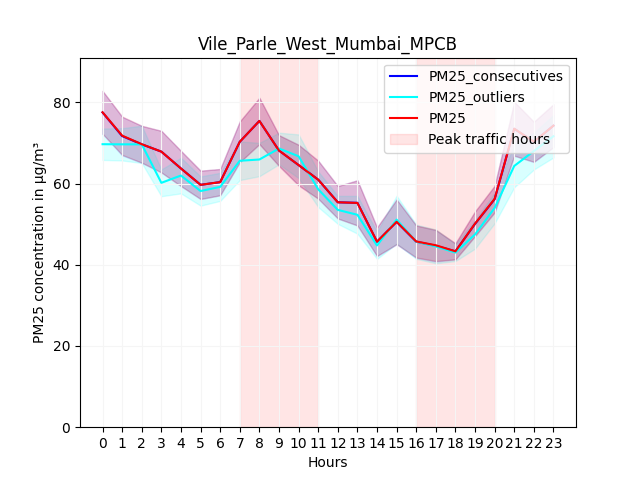 Vile_Parle_West_Mumbai_MPCB
PM25_consecutives
PM25_outliers
PM25
Peak traffic hours
PM25 concentration in µg/m³
80
60
40
20
0
0 1 2 3 4 5 6 7 8 9 10 11 12 13 14 15 16 17 18 19 20 21 22 23
Hours